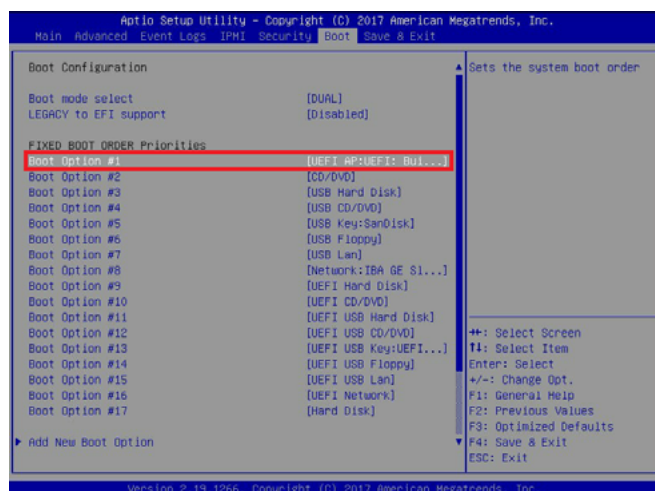 Aptio Setup Utility - Copyright (C) 2017 American Megatrends, Inc.
Main Advanced Event Logs IPMI Security Boot Save & Exit
Boot Configuration
Boot mode select [DUAL]
LEGACY to EFI support [Disabled]
FIXED BOOT ORDER Priorities
Boot Option #1 [UEFI AP:UEFI: Bui...]
Boot Option #2 [CD/DVD]
Boot Option #3 [USB Hard Disk]
Boot Option #4 [USB CD/DVD]
Boot Option #5 [USB Key:SanDisk]
Boot Option #6 [USB Floppy]
Boot Option #7 [USB Lan]
Boot Option #8 [Network:IBA GE Sl...]
Boot Option #9 [UEFI Hard Disk]
Boot Option #10 [UEFI CD/DVD]
Boot Option #11 [UEFI USB Hard Disk]
Boot Option #12 [UEFI USB CD/DVD]
Boot Option #13 [UEFI USB Key:UEFI...]
Boot Option #14 [UEFI USB Floppy]
Boot Option #15 [UEFI USB Lan]
Boot Option #16 [UEFI Network]
Boot Option #17 [Hard Disk]
Add New Boot Option
Sets the system boot order
→←: Select Screen
↑↓: Select Item
Enter: Select
+/-: Change Opt.
F1: General Help
F2: Previous Values
F3: Optimized Defaults
F4: Save & Exit
ESC: Exit
Version 2.19.1266. Copyright (C) 2017 American Megatrends, Inc.